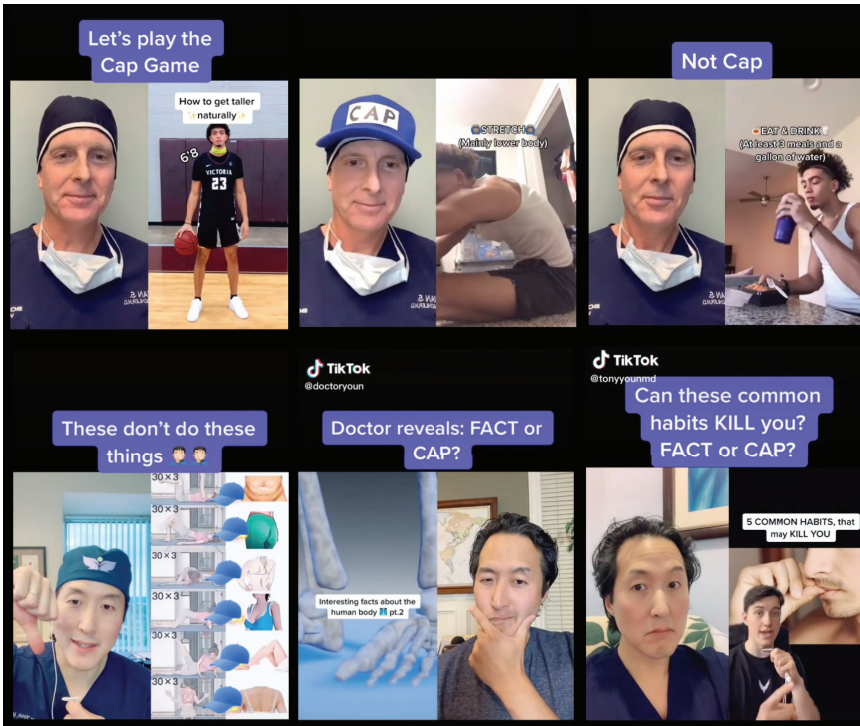 Let's play the
Cap Game
How to get taller
✨naturally✨
6'8
VICTORIA
23
CAP
STRETCH
(Mainly lower body)
Not Cap
EAT & DRINK
(At least 3 meals and a
gallon of water)
These don't do these
things 🤦🏻‍♂️🤦🏻‍♂️
30×3
30×3
30×3
30×3
30×3
30×3
TikTok
@doctoryoun
Doctor reveals: FACT or
CAP?
Interesting facts about the
human body pt.2
TikTok
@tonyyounmd
Can these common
habits KILL you?
FACT or CAP?
5 COMMON HABITS, that
may KILL YOU